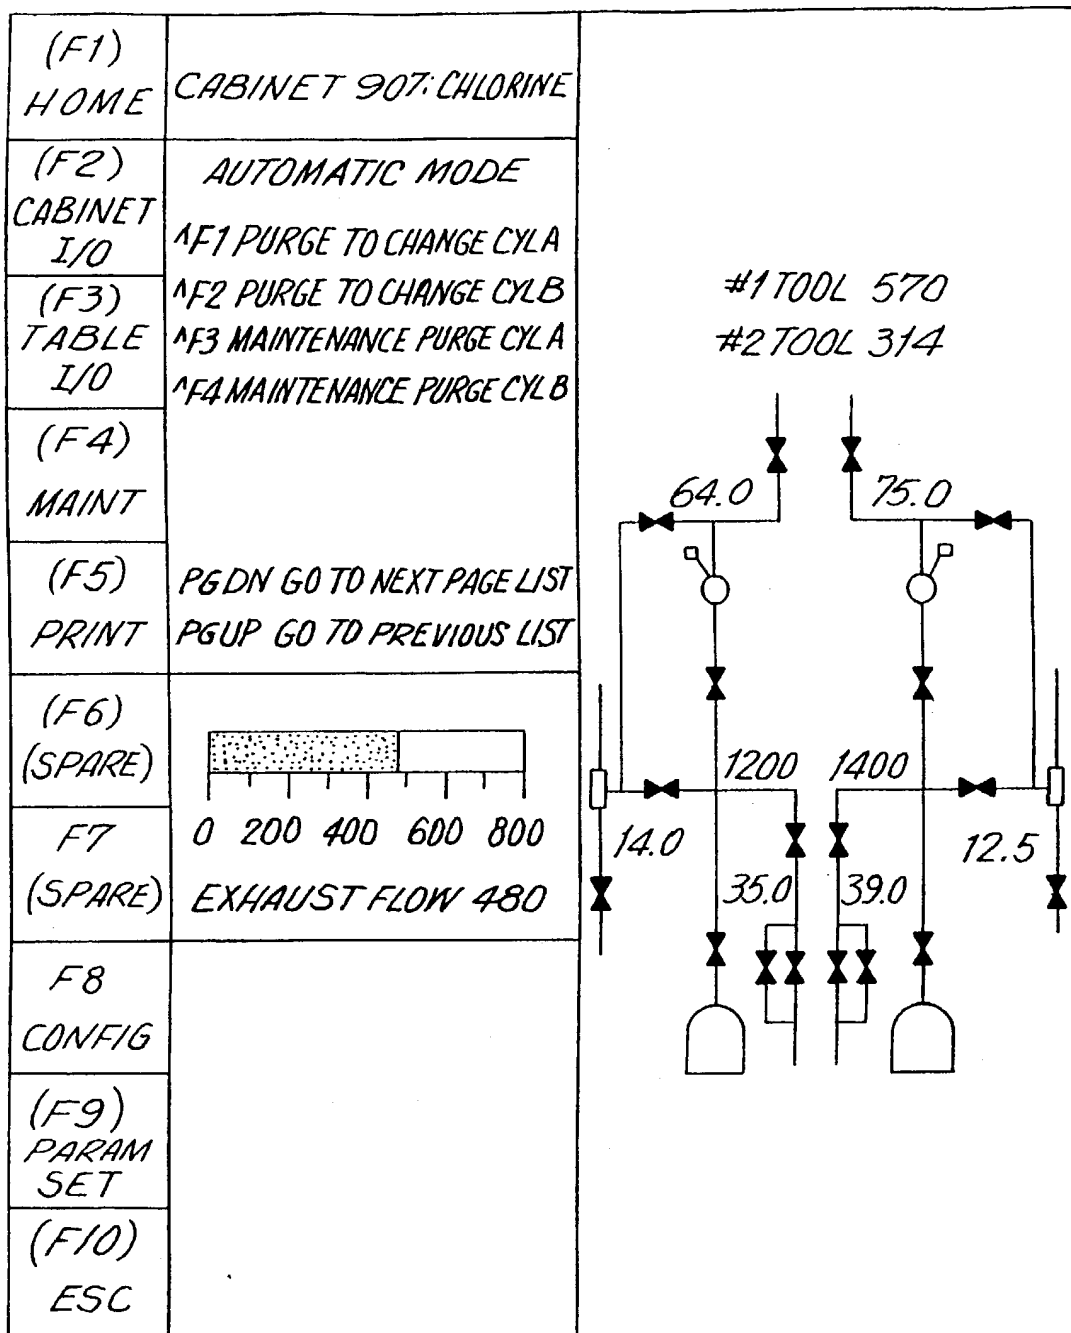 (F1)
HOME
CABINET 907: CHLORINE
(F2)
CABINET
I/O
AUTOMATIC MODE
^F1 PURGE TO CHANGE CYL A
^F2 PURGE TO CHANGE CYL B
^F3 MAINTENANCE PURGE CYL A
^F4 MAINTENANCE PURGE CYL B
(F3)
TABLE
I/O
(F4)
MAINT
(F5)
PRINT
PGDN GO TO NEXT PAGE LIST
PGUP GO TO PREVIOUS LIST
(F6)
(SPARE)
F7
(SPARE)
0 200 400 600 800
EXHAUST FLOW 480
F8
CONFIG
(F9)
PARAM
SET
(F10)
ESC
#1 TOOL 570
#2 TOOL 314
64.0 75.0
1200 1400
14.0 12.5
35.0 39.0